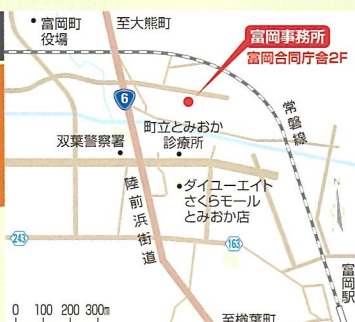 富岡町
役場
至大熊町
富岡事務所
富岡合同庁舎2F
6
常磐線
町立とみおか
診療所
双葉警察署
ダイユーエイト
さくらモール
とみおか店
陸前浜街道
243
163
富岡駅
0 100 200 300m
至楢葉町